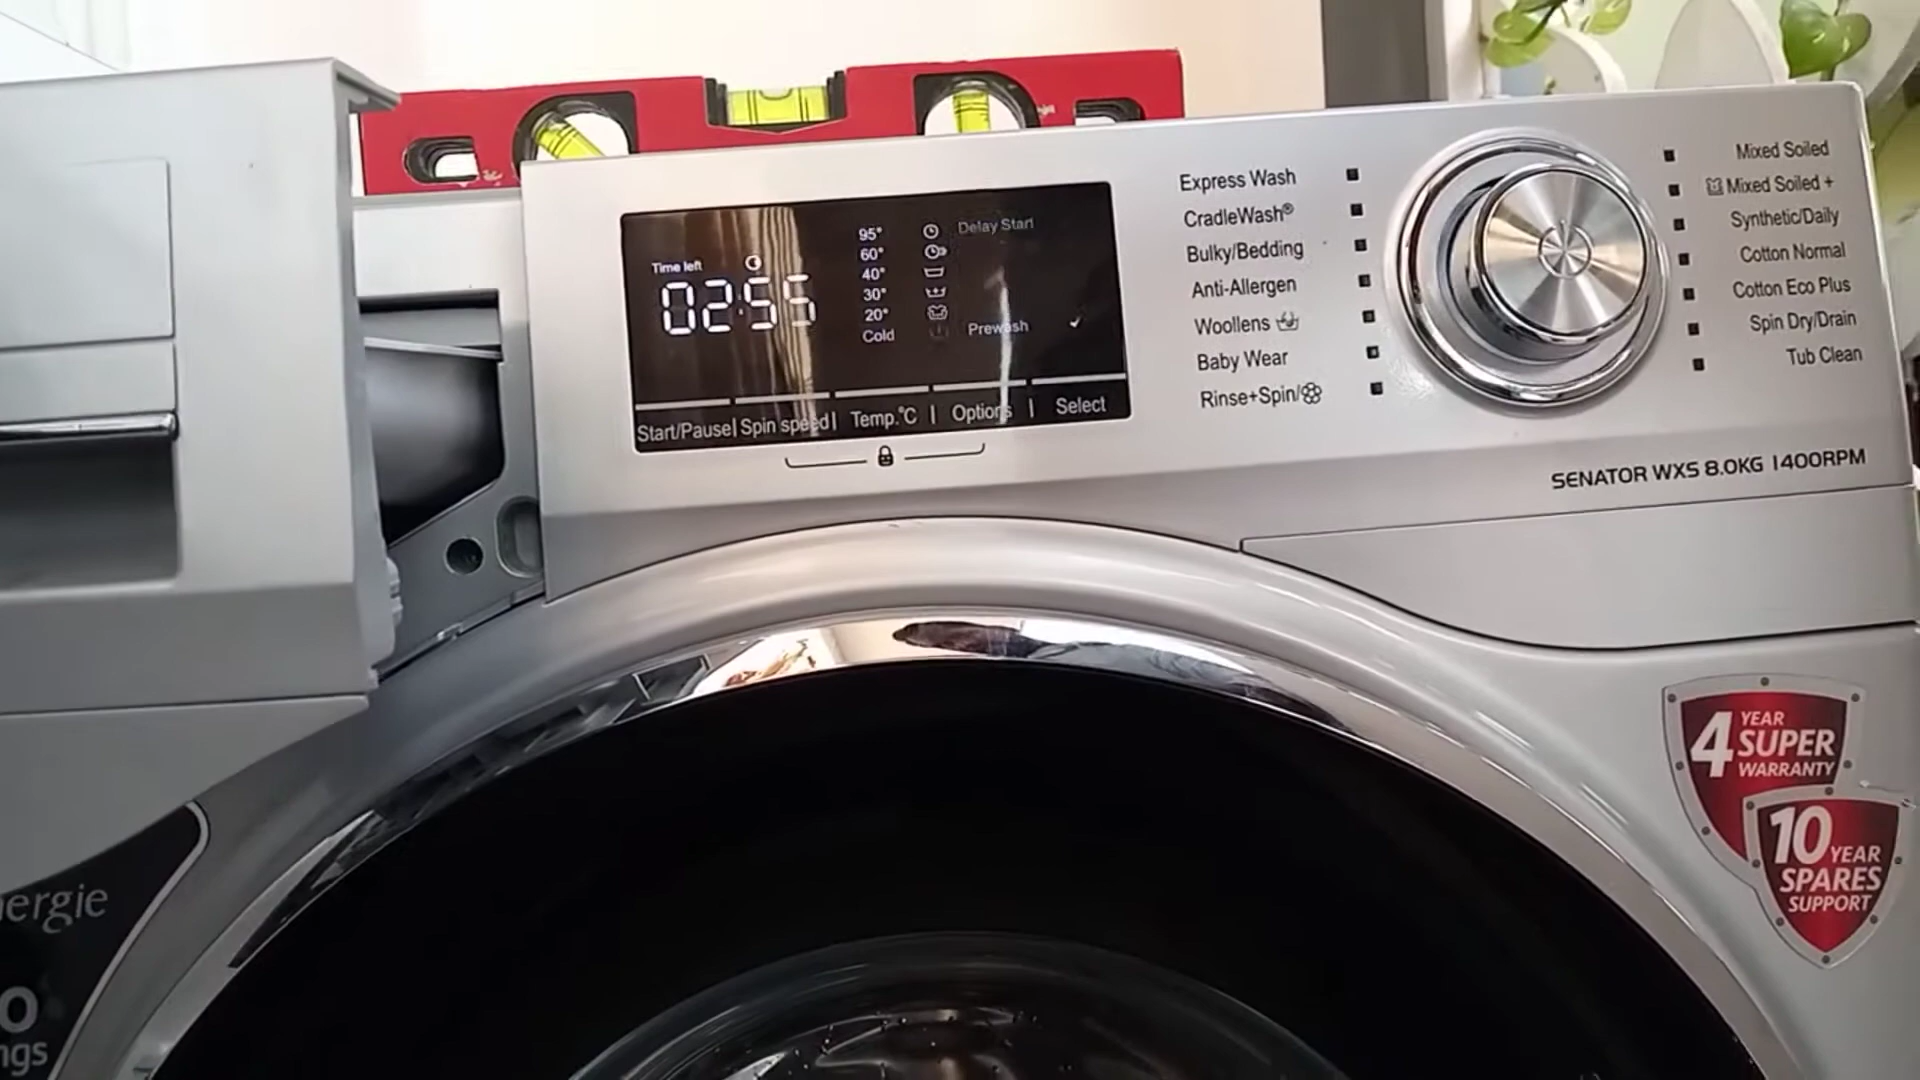 Time left
02:55
95°
60°
40°
30°
20°
Cold
Delay Start
Prewash
Start/Pause| Spin speed| Temp.°C | Options | Select
Express Wash
CradleWash®
Bulky/Bedding
Anti-Allergen
Woollens
Baby Wear
Rinse+Spin/
Mixed Soiled
Mixed Soiled +
Synthetic/Daily
Cotton Normal
Cotton Eco Plus
Spin Dry/Drain
Tub Clean
SENATOR WXS 8.0KG 1400RPM
4 YEAR
SUPER
WARRANTY
10 YEAR
SPARES
SUPPORT
ergie
ngs